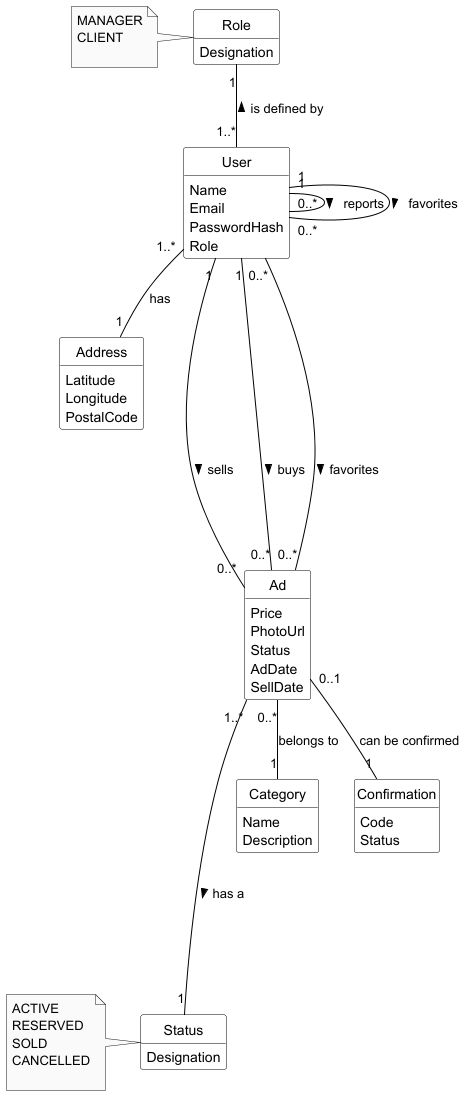 MANAGER
CLIENT
Role
Designation
1
is defined by
1..*
User
Name
Email
PasswordHash
Role
1
1
0..*
reports
favorites
0..*
1..*
has
1
1
1
0..*
Address
Latitude
Longitude
PostalCode
sells
buys
favorites
0..*
0..*
0..*
Ad
Price
PhotoUrl
Status
AdDate
SellDate
1..*
0..*
0..1
belongs to
can be confirmed
1
1
Category
Name
Description
Confirmation
Code
Status
has a
1
ACTIVE
RESERVED
SOLD
CANCELLED
Status
Designation